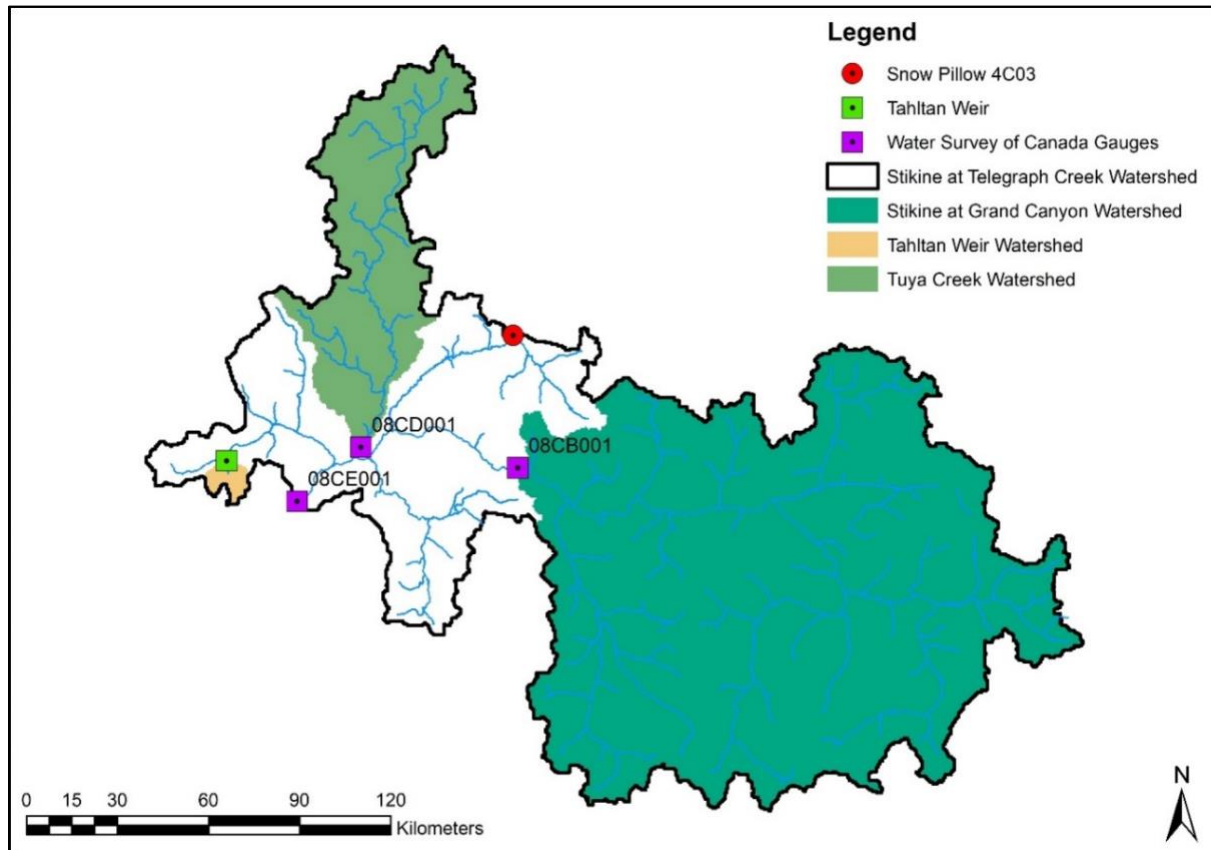 Legend
Snow Pillow 4C03
Tahltan Weir
Water Survey of Canada Gauges
Stikine at Telegraph Creek Watershed
Stikine at Grand Canyon Watershed
Tahltan Weir Watershed
Tuya Creek Watershed
08CD001
08CB001
08CE001
0 15 30 60 90 120
Kilometers
N